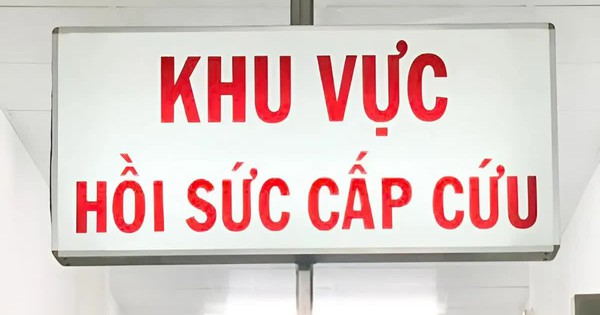 KHU VỰC
HỒI SỨC CẤP CỨU